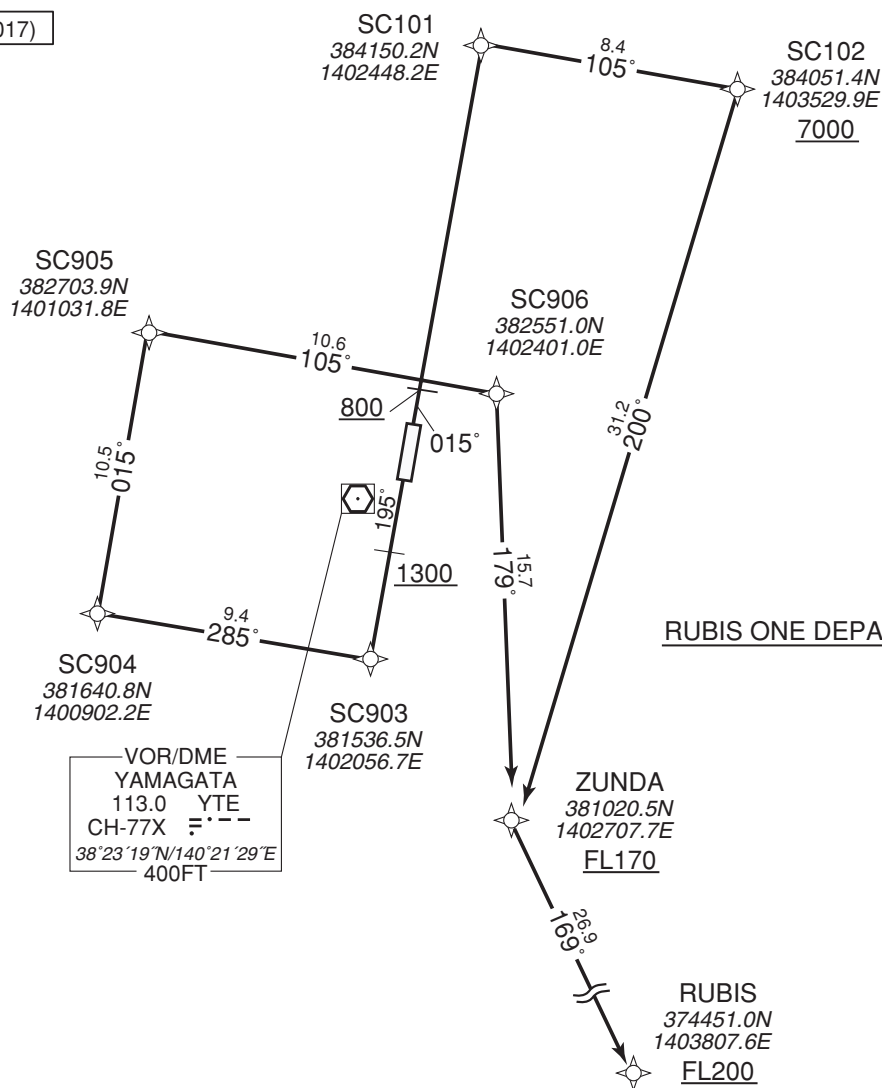 017)
SC101
384150.2N
1402448.2E
8.4
105°
SC102
384051.4N
1403529.9E
7000
SC905
382703.9N
1401031.8E
10.6
105°
SC906
382551.0N
1402401.0E
800
015°
31.2
200°
10.5
015°
195°
1300
15.7
179°
9.4
285°
RUBIS ONE DEPA
SC904
381640.8N
1400902.2E
SC903
381536.5N
1402056.7E
VOR/DME
YAMAGATA
113.0 YTE
CH-77X
38°23′19″N/140°21′29″E
400FT
ZUNDA
381020.5N
1402707.7E
FL170
26.9
169°
RUBIS
374451.0N
1403807.6E
FL200